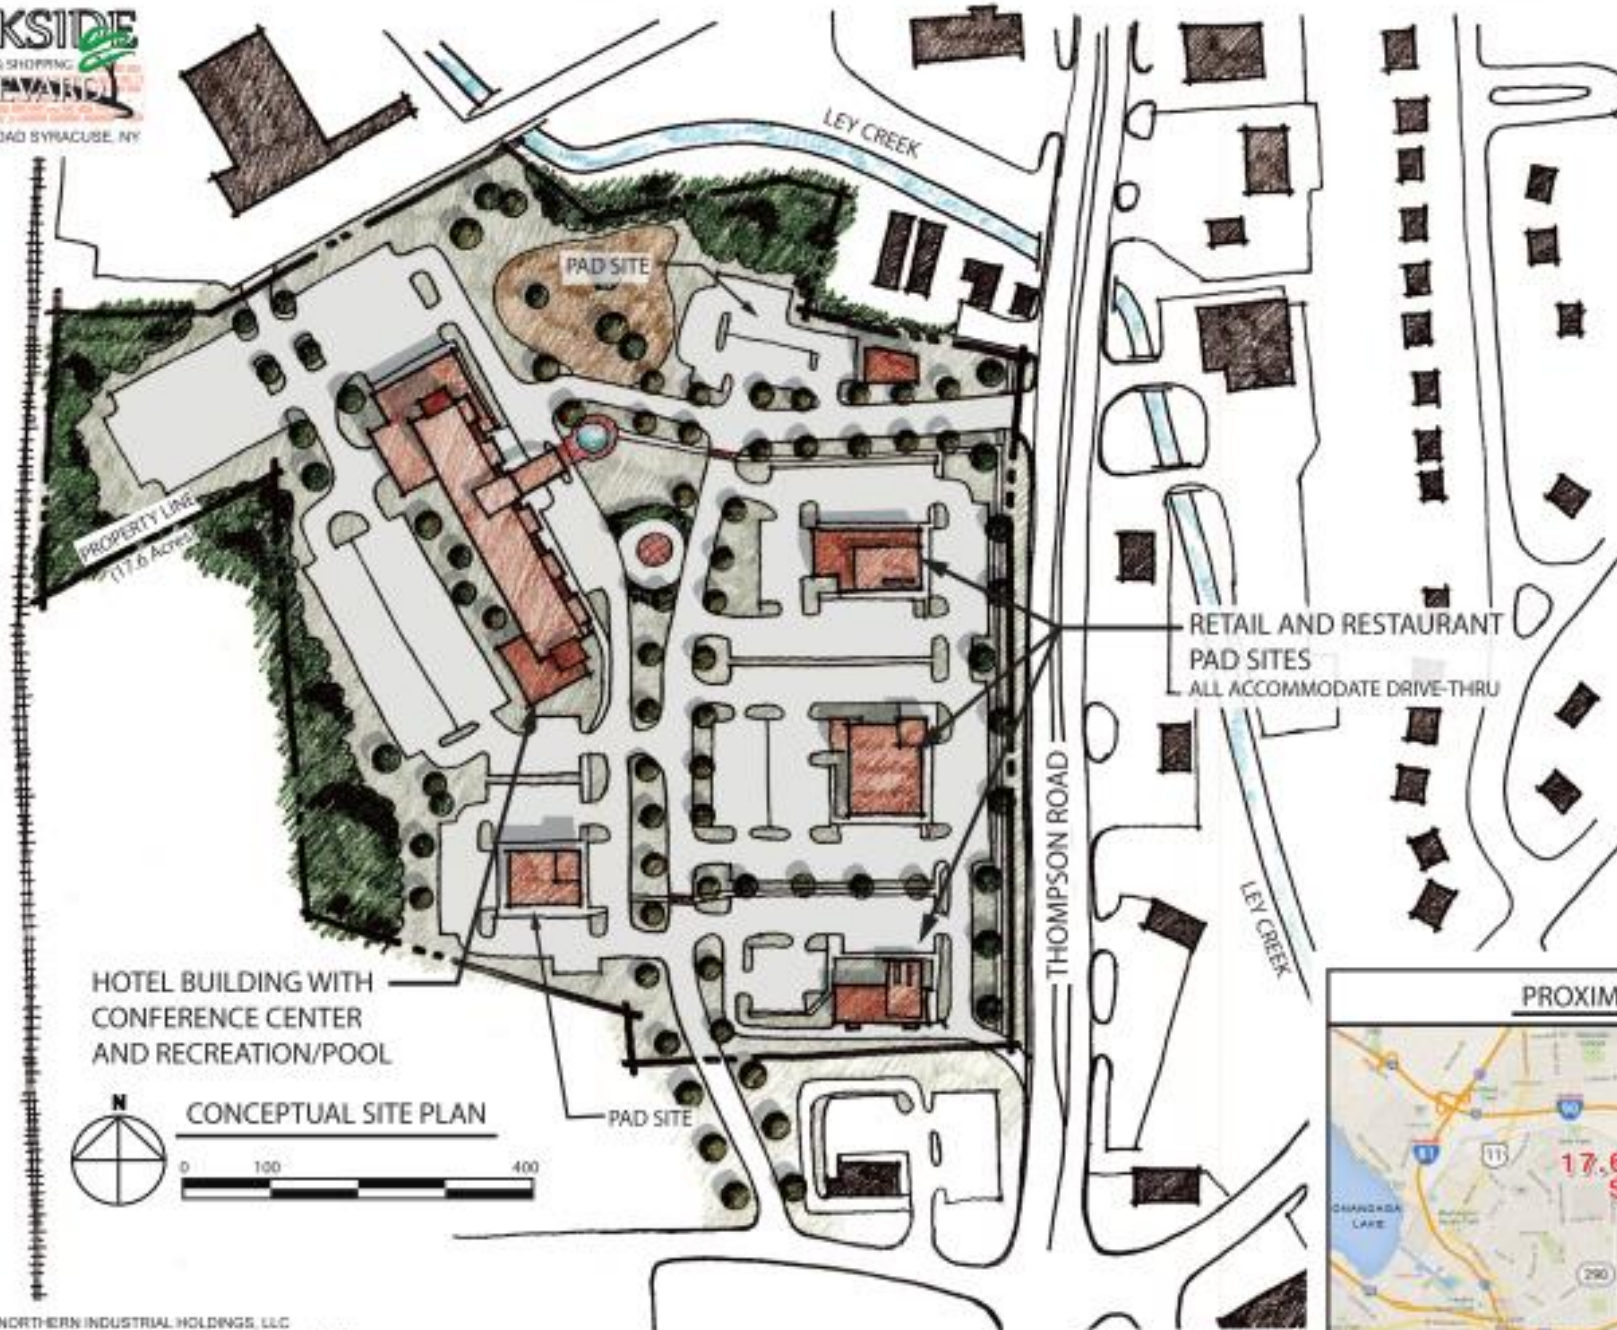 KSIDE
& SHOPPING
EVARD
OAD SYRACUSE, NY
LEY CREEK
PAD SITE
PROPERTY LINE
(17.6 Acres)
RETAIL AND RESTAURANT
PAD SITES
ALL ACCOMMODATE DRIVE-THRU
THOMPSON ROAD
LEY CREEK
HOTEL BUILDING WITH
CONFERENCE CENTER
AND RECREATION/POOL
PAD SITE
N
CONCEPTUAL SITE PLAN
0 100 400
PROXIM
90
81
11
17.6
S
ONANDAGA
LAKE
290
NORTHERN INDUSTRIAL HOLDINGS, LLC